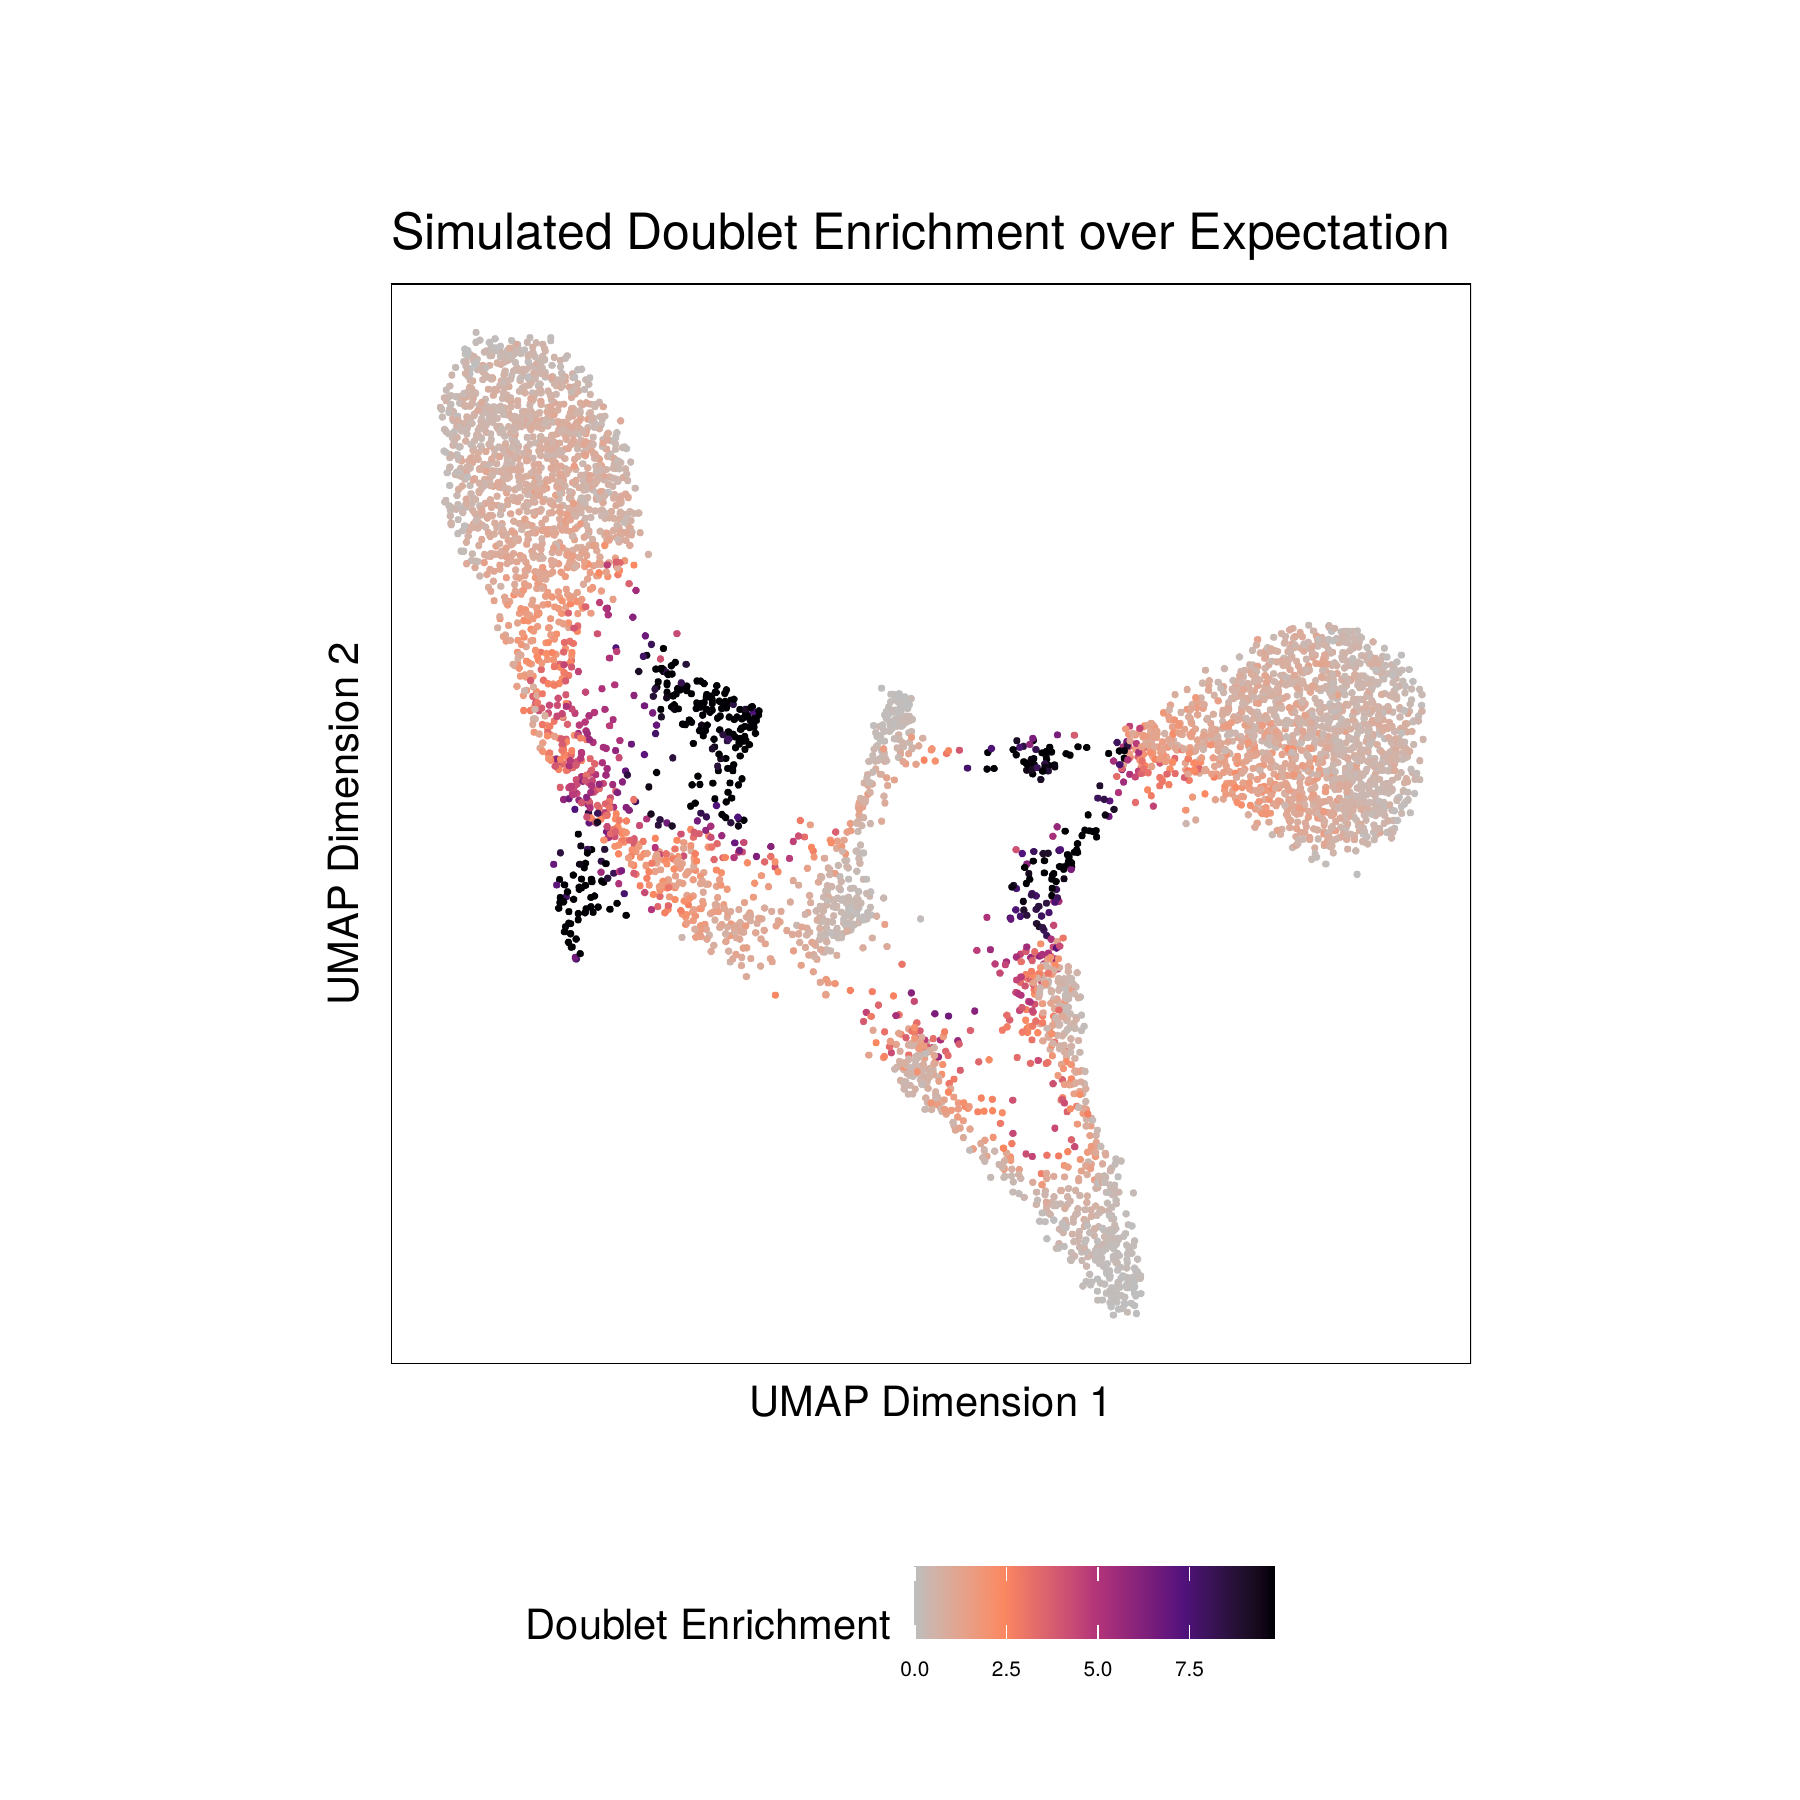 Simulated Doublet Enrichment over Expectation
UMAP Dimension 2
UMAP Dimension 1
Doublet Enrichment
0.0 2.5 5.0 7.5